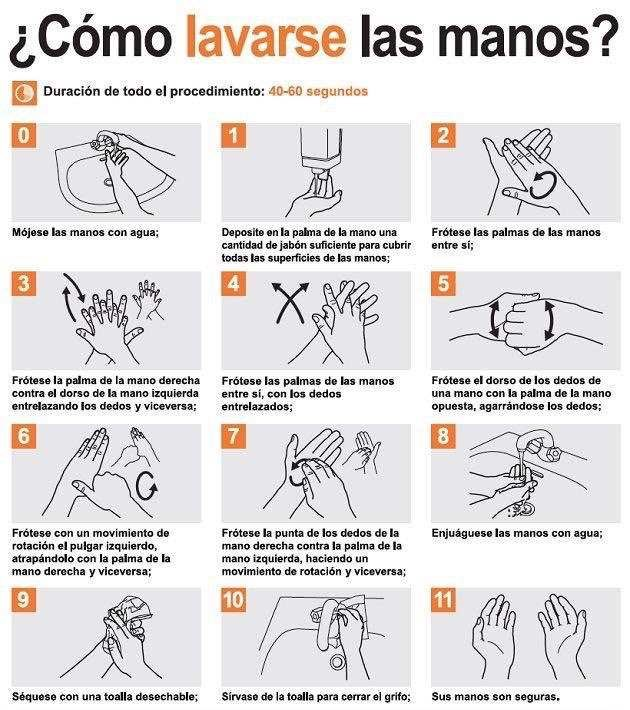 ¿Cómo lavarse las manos?
Duración de todo el procedimiento: 40-60 segundos
0
Mójese las manos con agua;
1
Deposite en la palma de la mano una
cantidad de jabón suficiente para cubrir
todas las superficies de las manos;
2
Frótese las palmas de las manos
entre sí;
3
Frótese la palma de la mano derecha
contra el dorso de la mano izquierda
entrelazando los dedos y viceversa;
4
Frótese las palmas de las manos
entre sí, con los dedos
entrelazados;
5
Frótese el dorso de los dedos de
una mano con la palma de la mano
opuesta, agarrándose los dedos;
6
Frótese con un movimiento de
rotación el pulgar izquierdo,
atrapándolo con la palma de la
mano derecha y viceversa;
7
Frótese la punta de los dedos de la
mano derecha contra la palma de la
mano izquierda, haciendo un
movimiento de rotación y viceversa;
8
Enjuáguese las manos con agua;
9
Séquese con una toalla desechable;
10
Sírvase de la toalla para cerrar el grifo;
11
Sus manos son seguras.